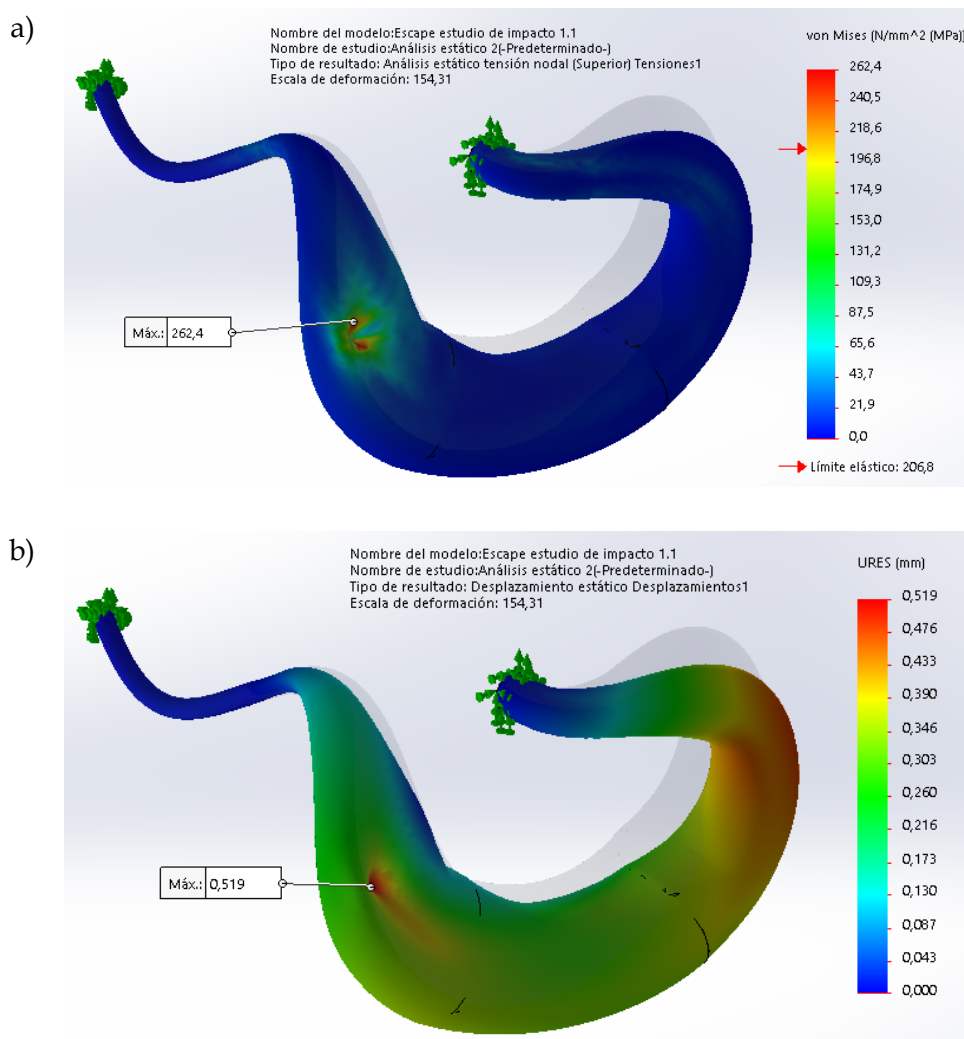 a)
Nombre del modelo:Escape estudio de impacto 1.1
Nombre de estudio:Análisis estático 2(-Predeterminado-)
Tipo de resultado: Análisis estático tensión nodal (Superior) Tensiones1
Escala de deformación: 154,31
von Mises (N/mm^2 (MPa))
262,4
240,5
218,6
196,8
174,9
153,0
131,2
109,3
87,5
65,6
43,7
21,9
0,0
Límite elástico: 206,8
Máx.: 262,4
b)
Nombre del modelo:Escape estudio de impacto 1.1
Nombre de estudio:Análisis estático 2(-Predeterminado-)
Tipo de resultado: Desplazamiento estático Desplazamientos1
Escala de deformación: 154,31
URES (mm)
0,519
0,476
0,433
0,390
0,346
0,303
0,260
0,216
0,173
0,130
0,087
0,043
0,000
Máx.: 0,519